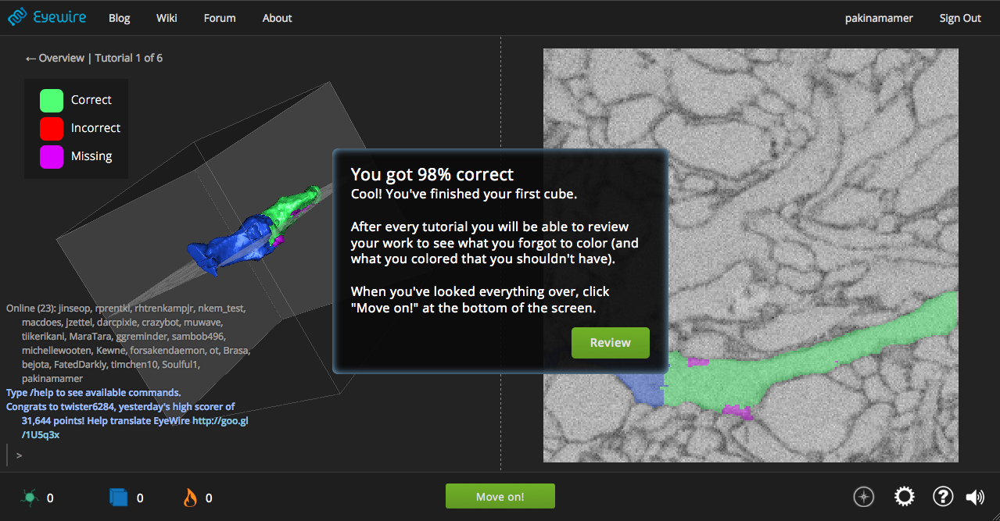 Eyewire Blog Wiki Forum About pakinamamer Sign Out
← Overview | Tutorial 1 of 6
Correct
Incorrect
Missing
You got 98% correct
Cool! You've finished your first cube.
After every tutorial you will be able to review
your work to see what you forgot to color (and
what you colored that you shouldn't have).
When you've looked everything over, click
"Move on!" at the bottom of the screen.
Review
Online (23): jinseop, rprentki, rhtrenkampjr, nkem_test,
macdoes, jzettel, darcpixie, crazybot, muwave,
tiikerikani, MaraTara, ggreminder, sambob496,
michellewooten, Kewne, forsakendaemon, ot, Brasa,
bejota, FatedDarkly, timchen10, Soulful1,
pakinamamer
Type /help to see available commands.
Congrats to twister6284, yesterday's high scorer of
31,644 points! Help translate EyeWire http://goo.gl
/1U5q3x
>
0 0 0 Move on! ?